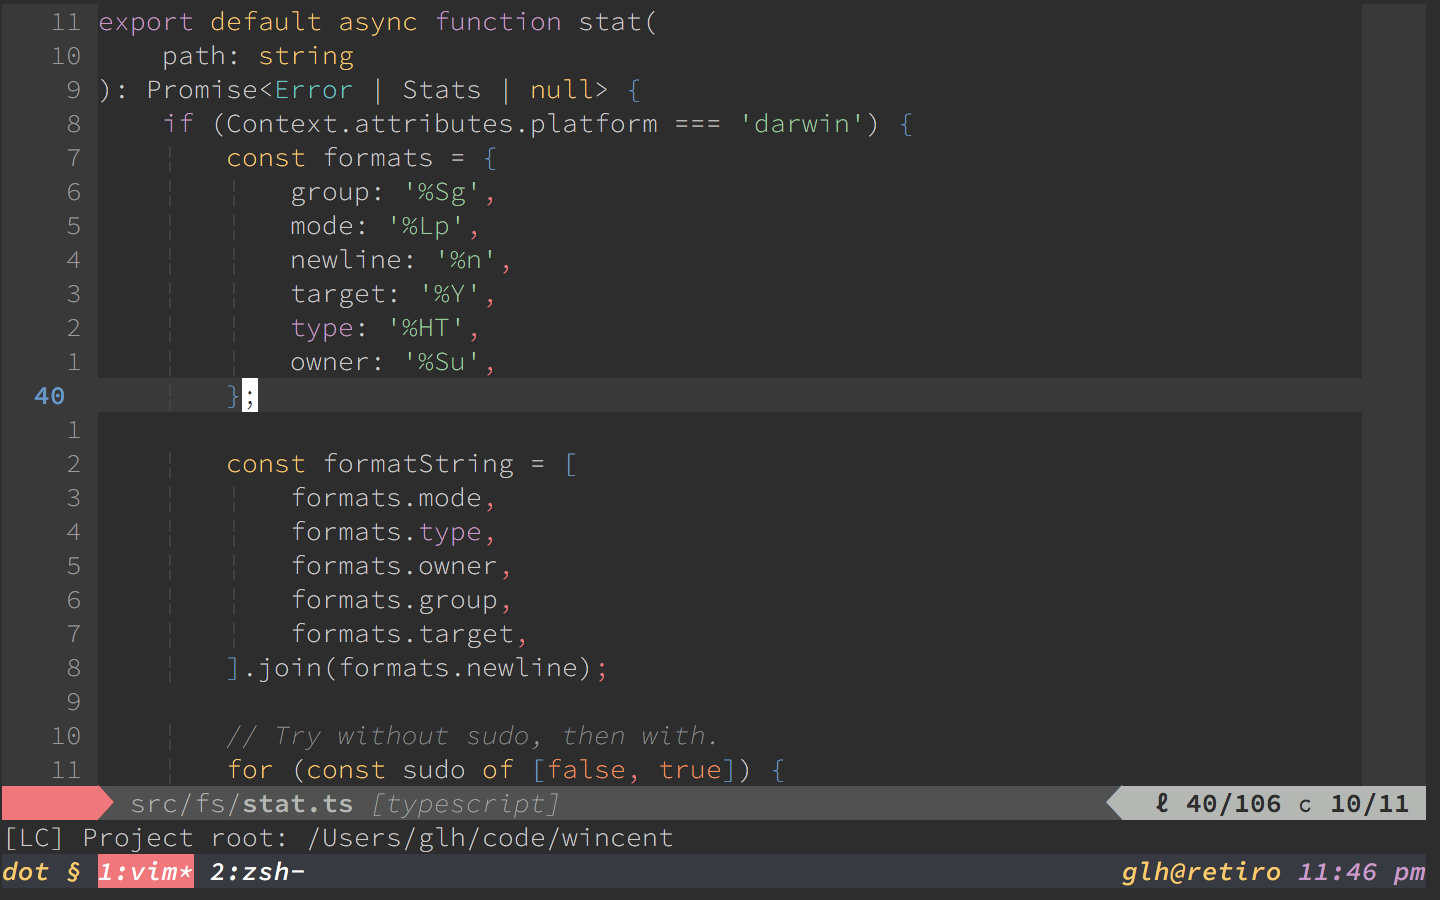 11 export default async function stat(
10     path: string
9 ): Promise<Error | Stats | null> {
8     if (Context.attributes.platform === 'darwin') {
7         const formats = {
6             group: '%Sg',
5             mode: '%Lp',
4             newline: '%n',
3             target: '%Y',
2             type: '%HT',
1             owner: '%Su',
40         };
1
2         const formatString = [
3             formats.mode,
4             formats.type,
5             formats.owner,
6             formats.group,
7             formats.target,
8         ].join(formats.newline);
9
10         // Try without sudo, then with.
11         for (const sudo of [false, true]) {
src/fs/stat.ts [typescript] ℓ 40/106 c 10/11
[LC] Project root: /Users/glh/code/wincent
dot § 1:vim* 2:zsh- glh@retiro 11:46 pm